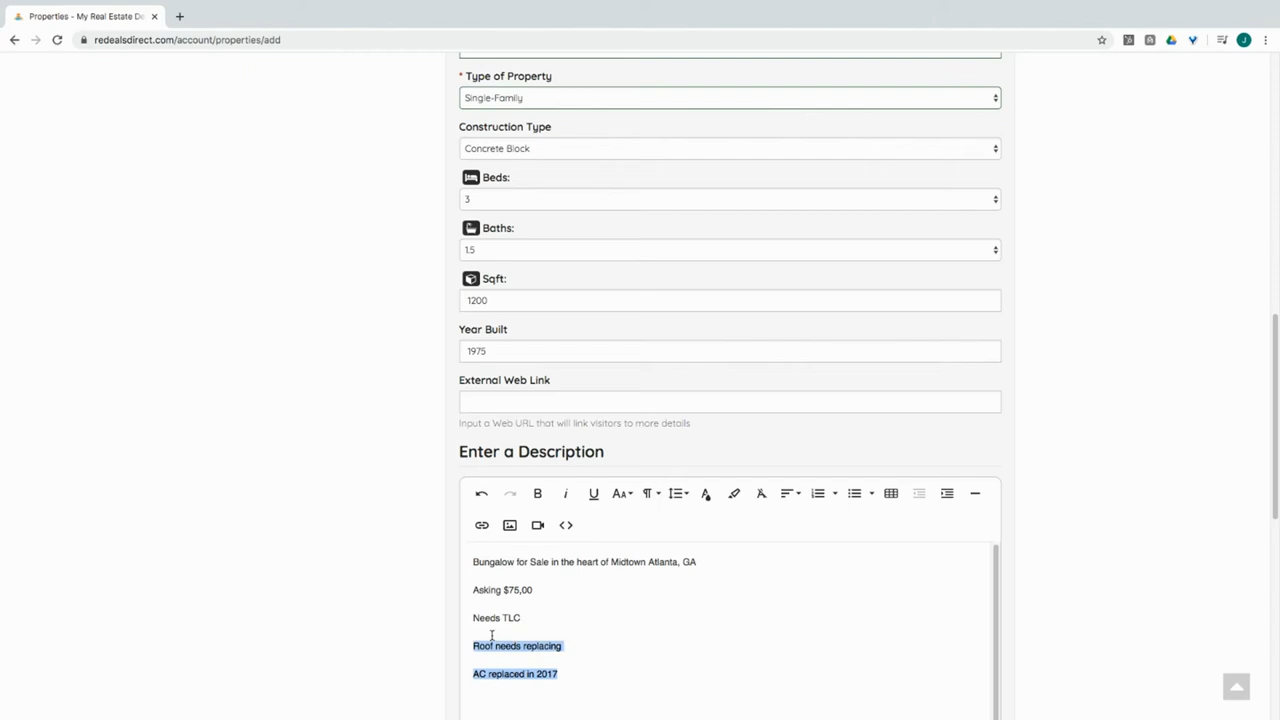 Properties - My Real Estate De
redealsdirect.com/account/properties/add
J
* Type of Property
Single-Family
Construction Type
Concrete Block
Beds:
3
Baths:
1.5
Sqft:
1200
Year Built
1975
External Web Link
Input a Web URL that will link visitors to more details
Enter a Description
B i U AA
Bungalow for Sale in the heart of Midtown Atlanta, GA
Asking $75,00
Needs TLC
Roof needs replacing
AC replaced in 2017